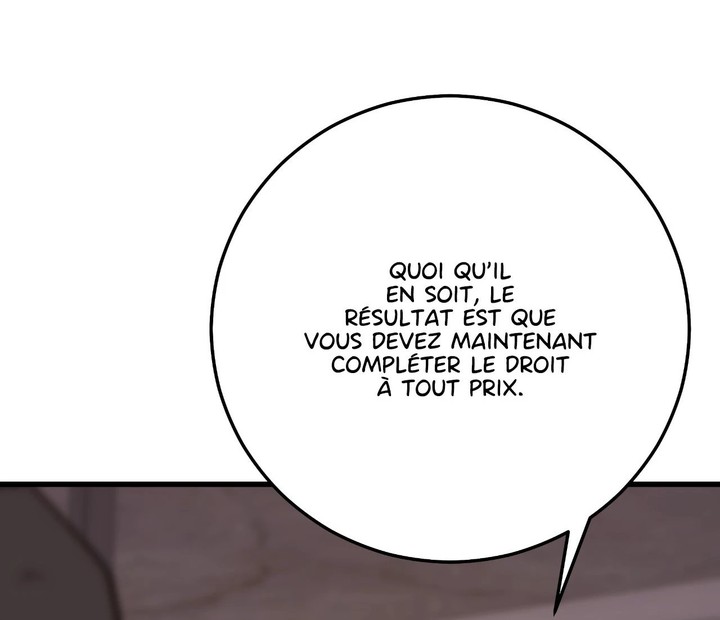 QUOI QU'IL
EN SOIT, LE
RÉSULTAT EST QUE
VOUS DEVEZ MAINTENANT
COMPLÉTER LE DROIT
À TOUT PRIX.